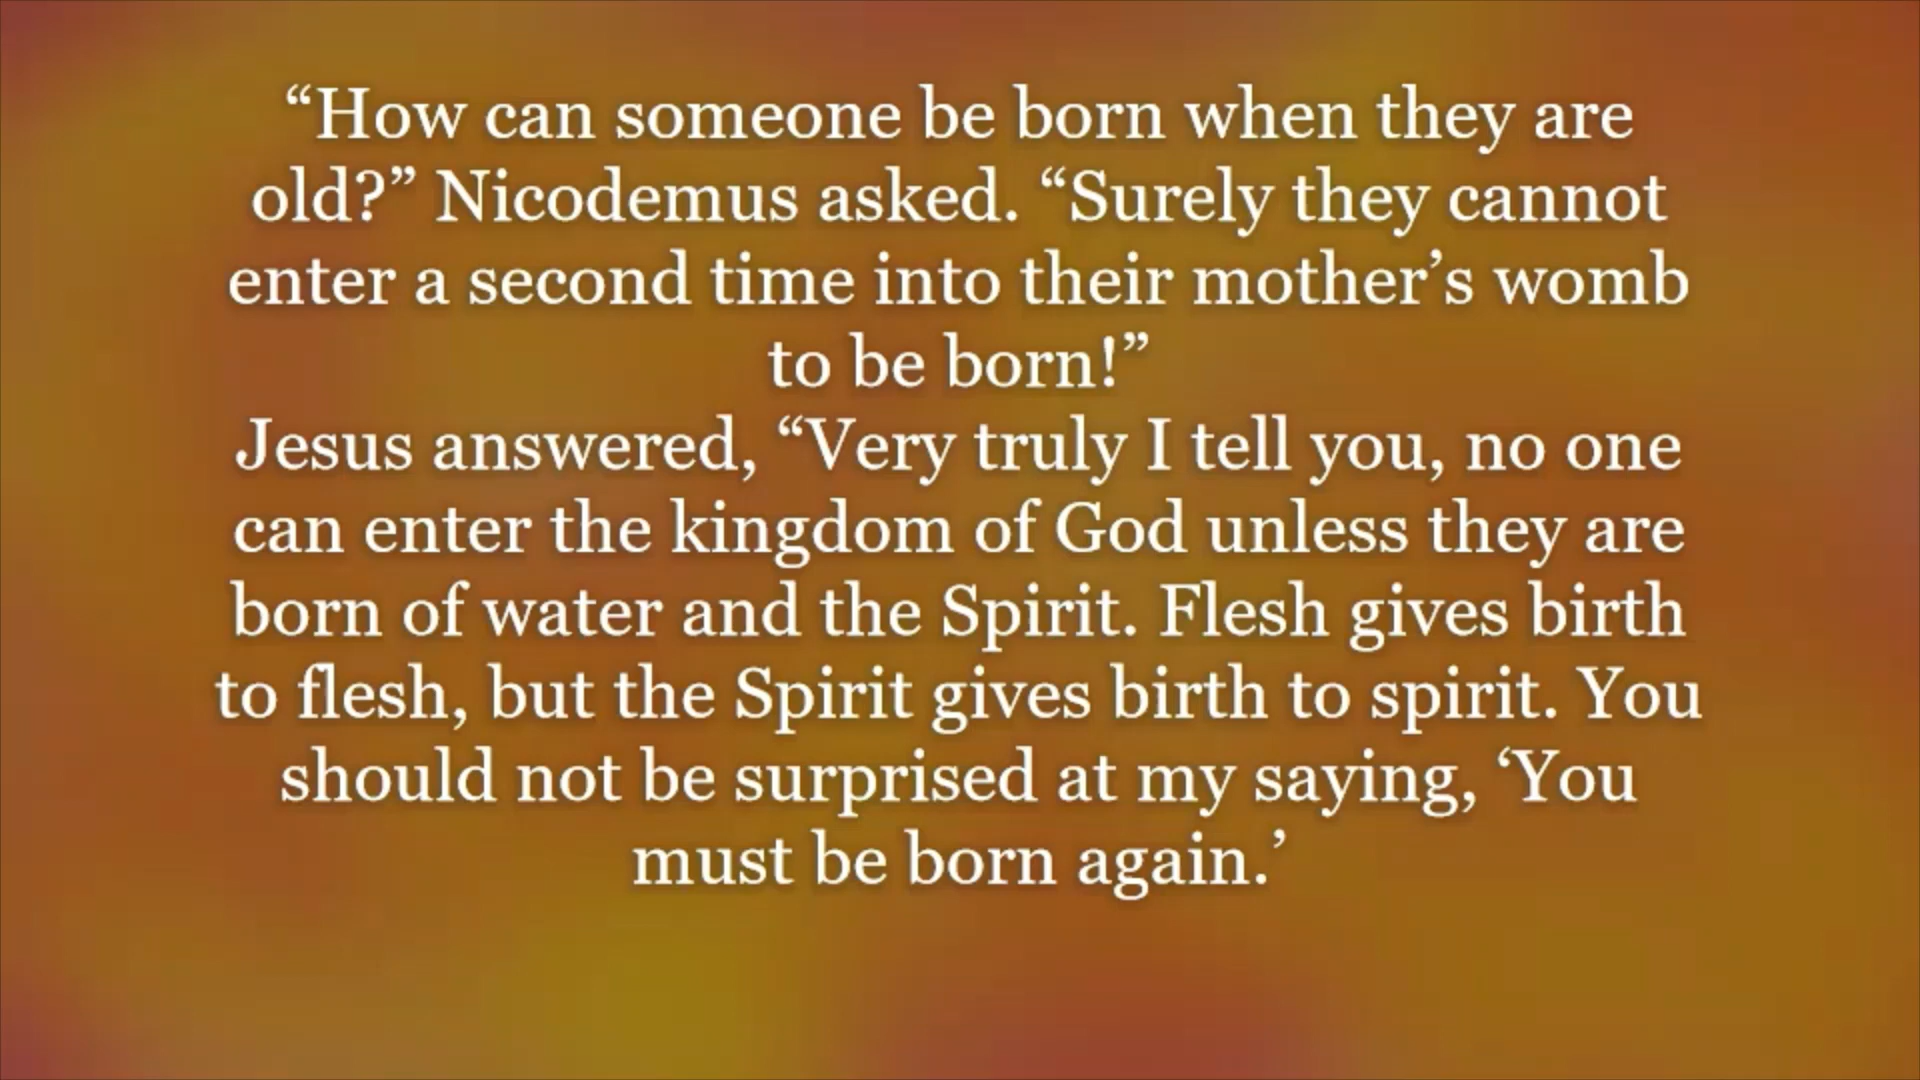 “How can someone be born when they are
old?” Nicodemus asked. “Surely they cannot
enter a second time into their mother’s womb
to be born!”
Jesus answered, “Very truly I tell you, no one
can enter the kingdom of God unless they are
born of water and the Spirit. Flesh gives birth
to flesh, but the Spirit gives birth to spirit. You
should not be surprised at my saying, ‘You
must be born again.’